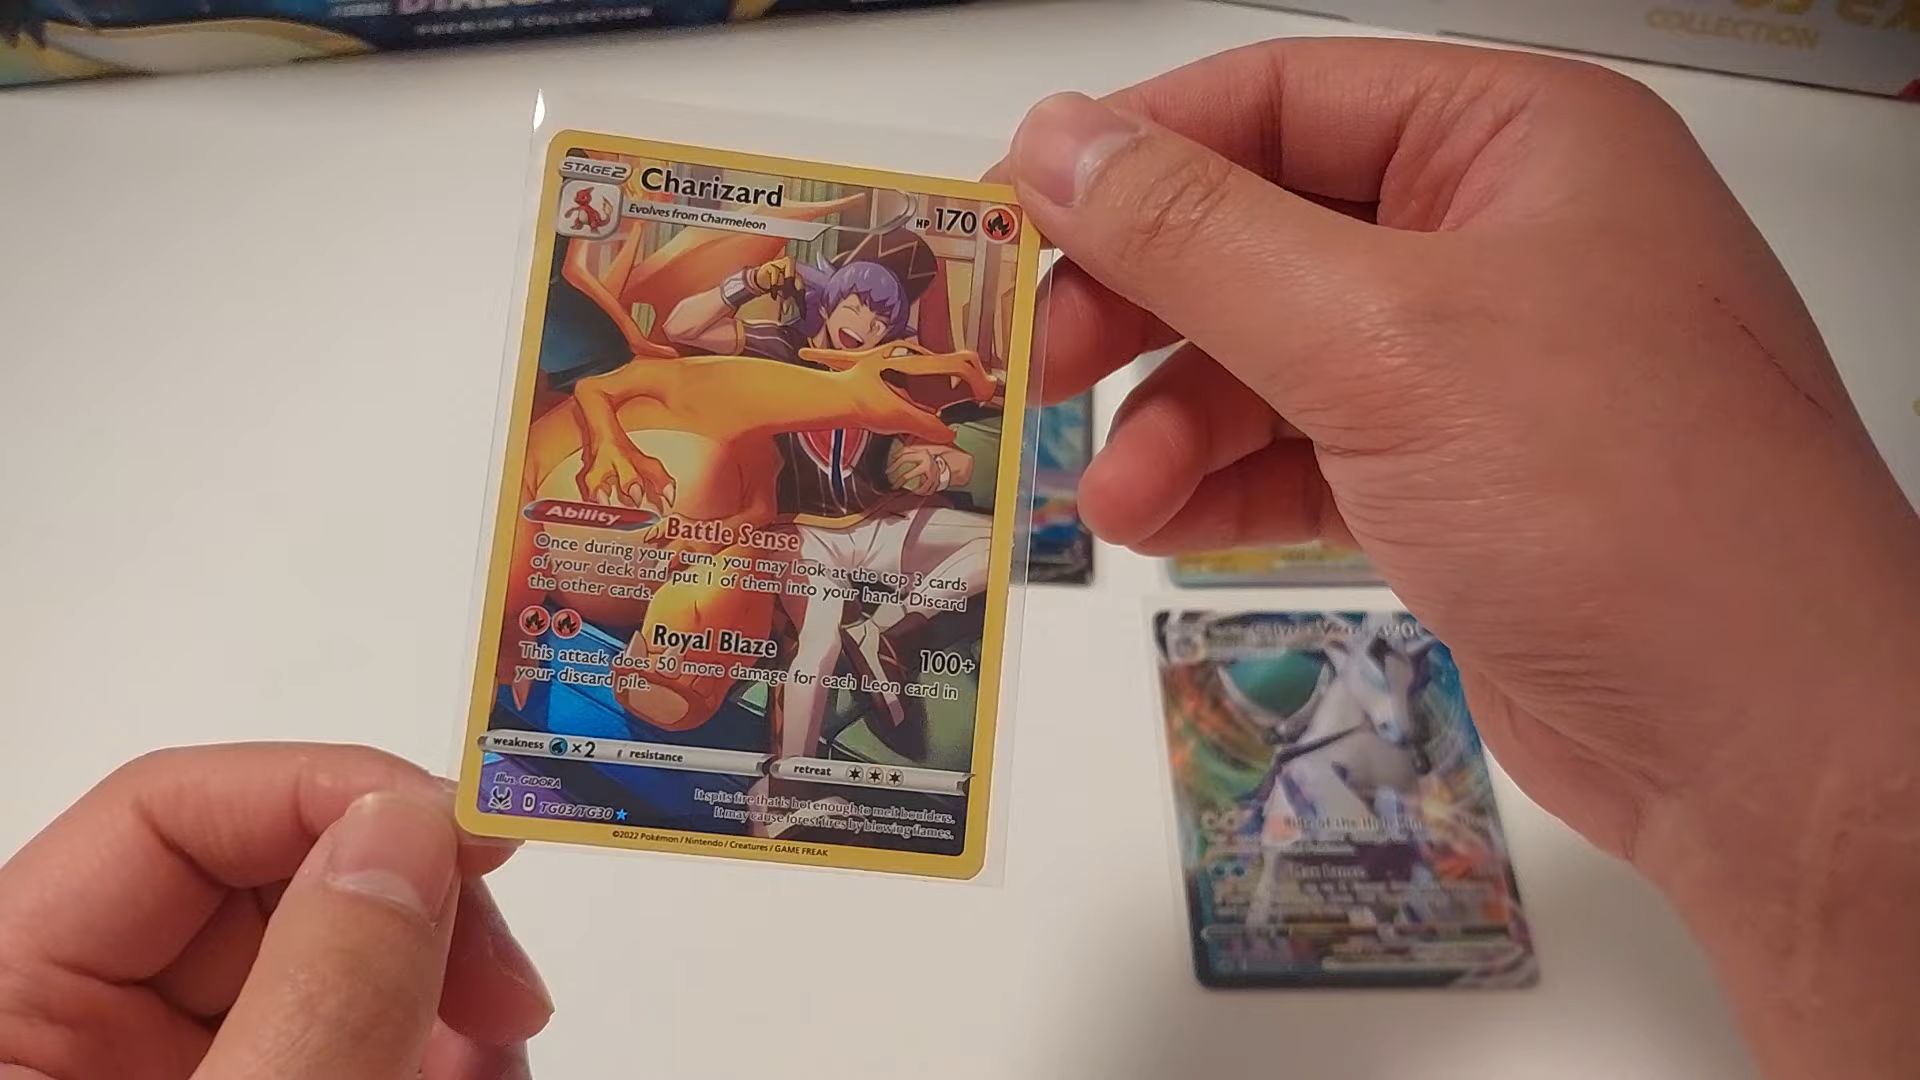 PREMIUM COLLECTION
COLLECTION
STAGE2
Charizard
Evolves from Charmeleon
HP 170
Ability
Battle Sense
Once during your turn, you may look at the top 3 cards
of your deck and put 1 of them into your hand. Discard
the other cards.
Royal Blaze
100+
This attack does 50 more damage for each Leon card in
your discard pile.
weakness ×2 resistance
retreat
Illus. GIDORA
D TG03/TG30
It spits fire that is hot enough to melt boulders.
It may cause forest fires by blowing flames.
©2022 Pokémon / Nintendo / Creatures / GAME FREAK